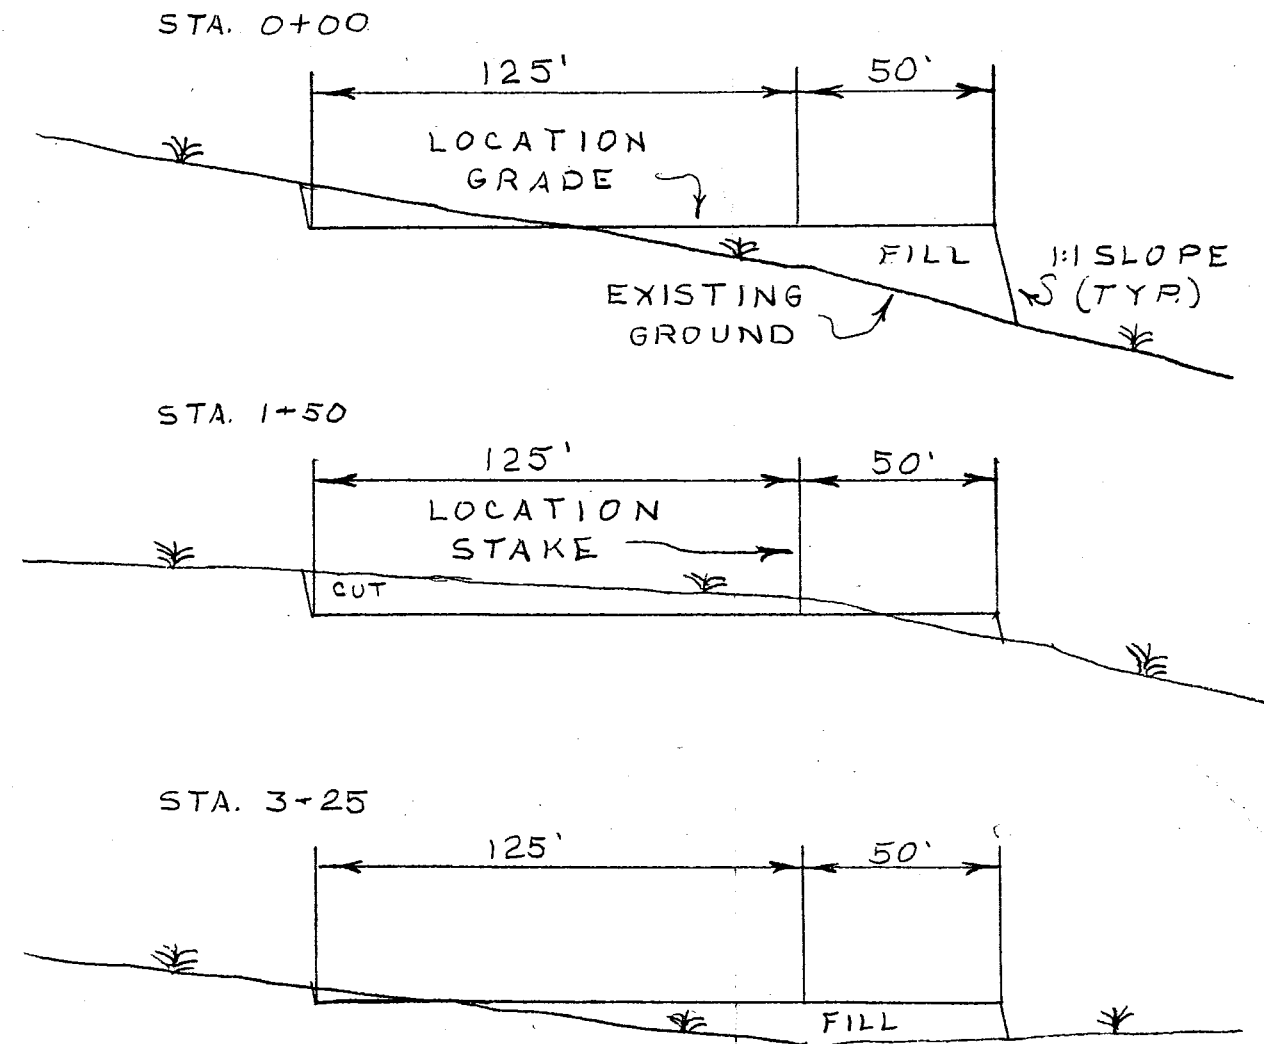 STA. 0+00
125' 50'
LOCATION
GRADE
FILL 1:1 SLOPE
(TYP.)
EXISTING
GROUND
STA. 1+50
125' 50'
LOCATION
STAKE
CUT
STA. 3+25
125' 50'
FILL